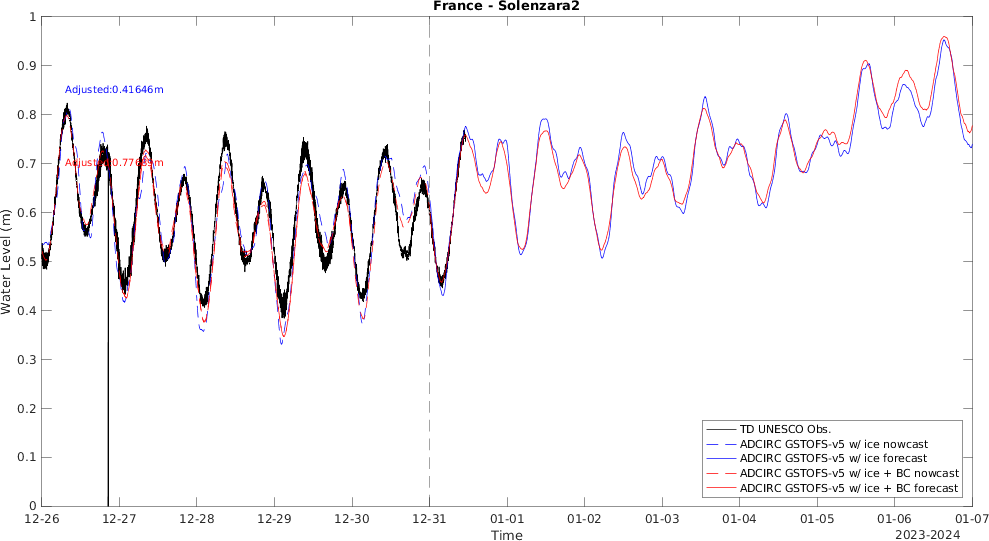 France - Solenzara2
1
0.9
0.8
0.7
0.6
0.5
0.4
0.3
0.2
0.1
0
Water Level (m)
Adjusted:0.41646m
TD UNESCO Obs.
ADCIRC GSTOFS-v5 w/ ice nowcast
ADCIRC GSTOFS-v5 w/ ice forecast
ADCIRC GSTOFS-v5 w/ ice + BC nowcast
ADCIRC GSTOFS-v5 w/ ice + BC forecast
12-26 12-27 12-28 12-29 12-30 12-31 01-01 01-02 01-03 01-04 01-05 01-06 01-07
Time
2023-2024